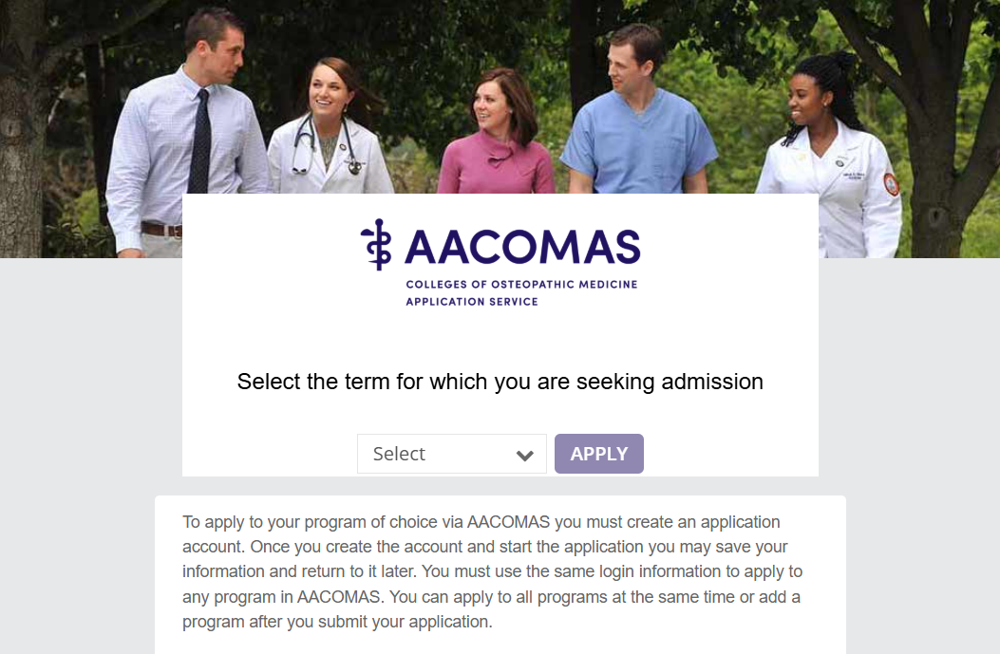 AACOMAS
COLLEGES OF OSTEOPATHIC MEDICINE
APPLICATION SERVICE
Select the term for which you are seeking admission
Select
APPLY
To apply to your program of choice via AACOMAS you must create an application
account. Once you create the account and start the application you may save your
information and return to it later. You must use the same login information to apply to
any program in AACOMAS. You can apply to all programs at the same time or add a
program after you submit your application.